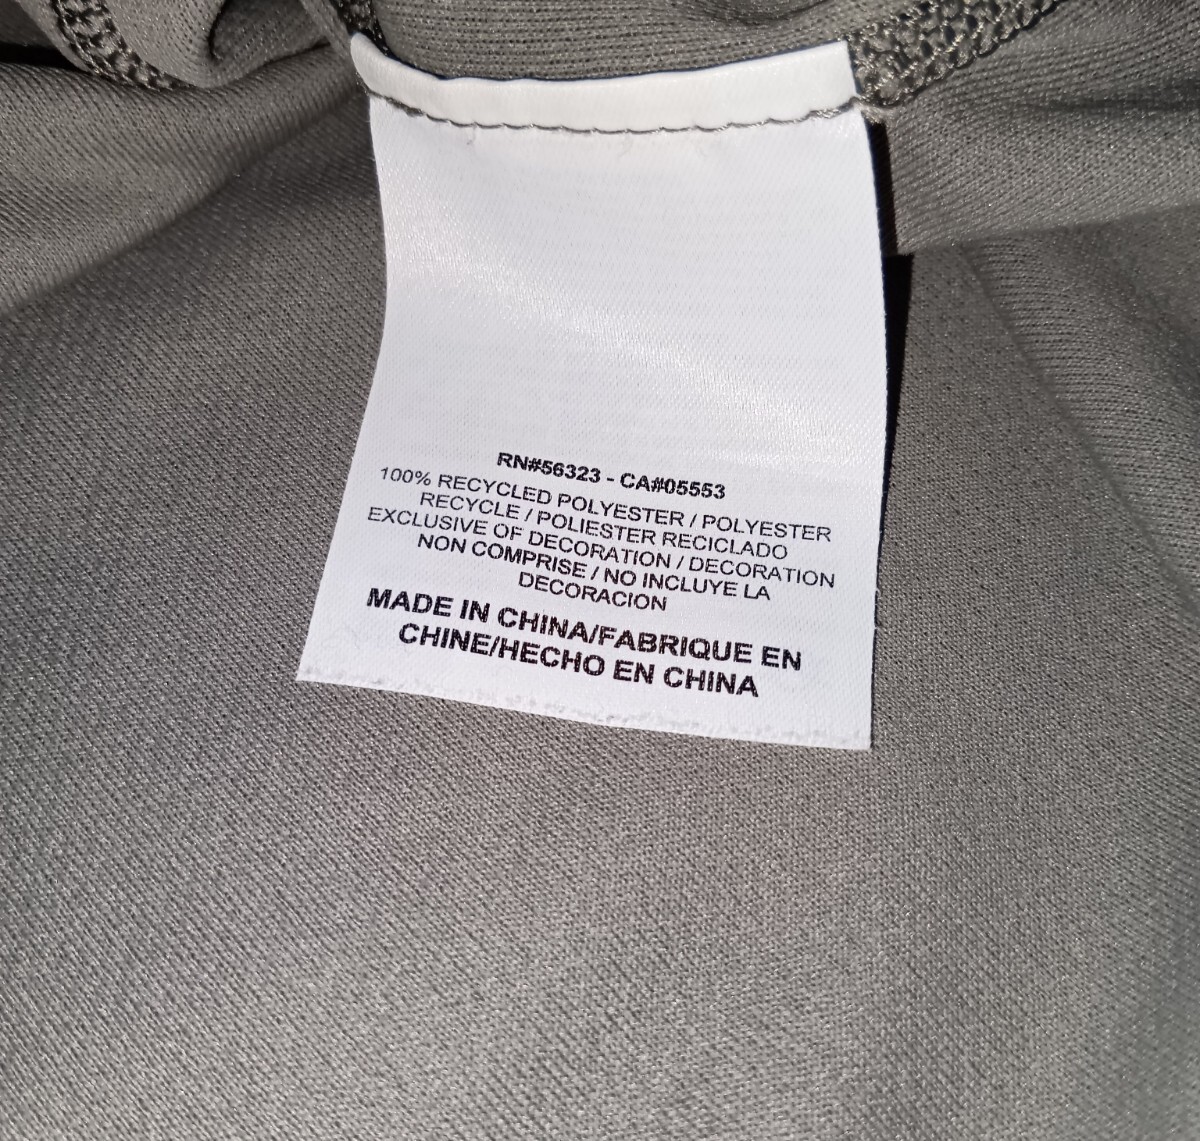 RN#56323 - CA#05553
100% RECYCLED POLYESTER / POLYESTER
RECYCLE / POLIESTER RECICLADO
EXCLUSIVE OF DECORATION / DECORATION
NON COMPRISE / NO INCLUYE LA
DECORACION
MADE IN CHINA/FABRIQUE EN
CHINE/HECHO EN CHINA